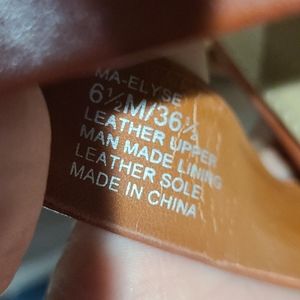 MA-ELYSE
6½M/36½
LEATHER UPPER
MAN MADE LINING
LEATHER SOLE
MADE IN CHINA